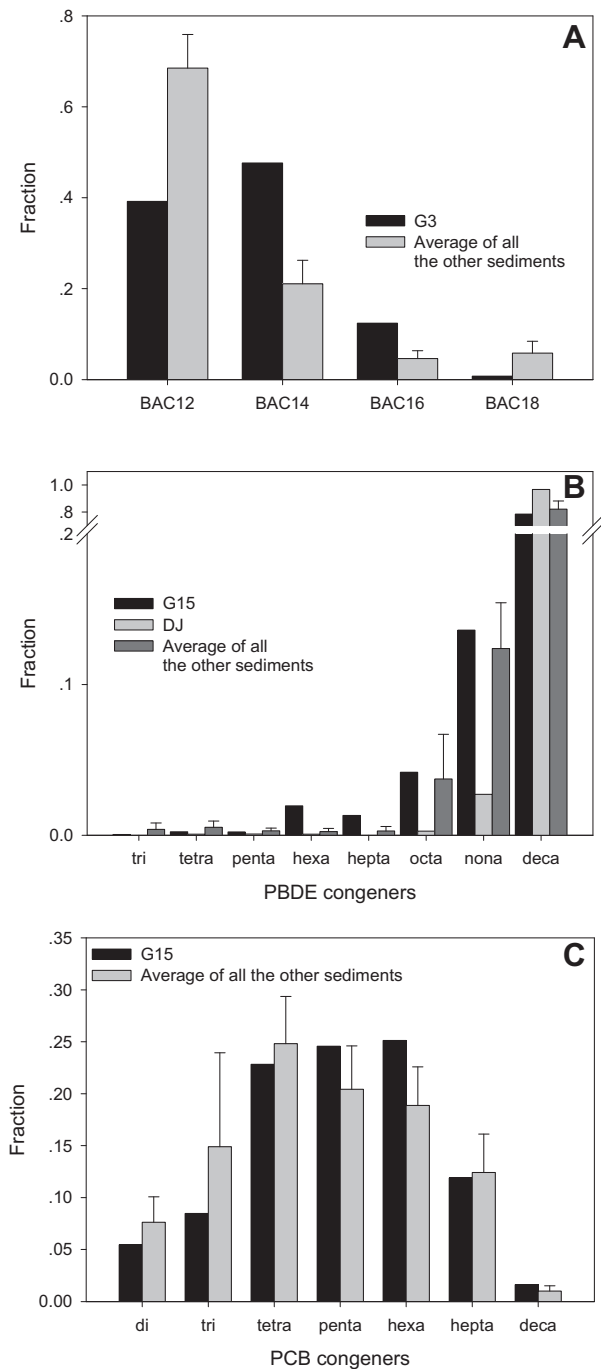 A
.8
.6
.4
.2
0.0
Fraction
G3
Average of all
the other sediments
BAC12 BAC14 BAC16 BAC18
B
1.0
.8
.2
.1
0.0
Fraction
G15
DJ
Average of all
the other sediments
tri tetra penta hexa hepta octa nona deca
PBDE congeners
C
.35
.30
.25
.20
.15
.10
.05
0.00
Fraction
G15
Average of all the other sediments
di tri tetra penta hexa hepta deca
PCB congeners